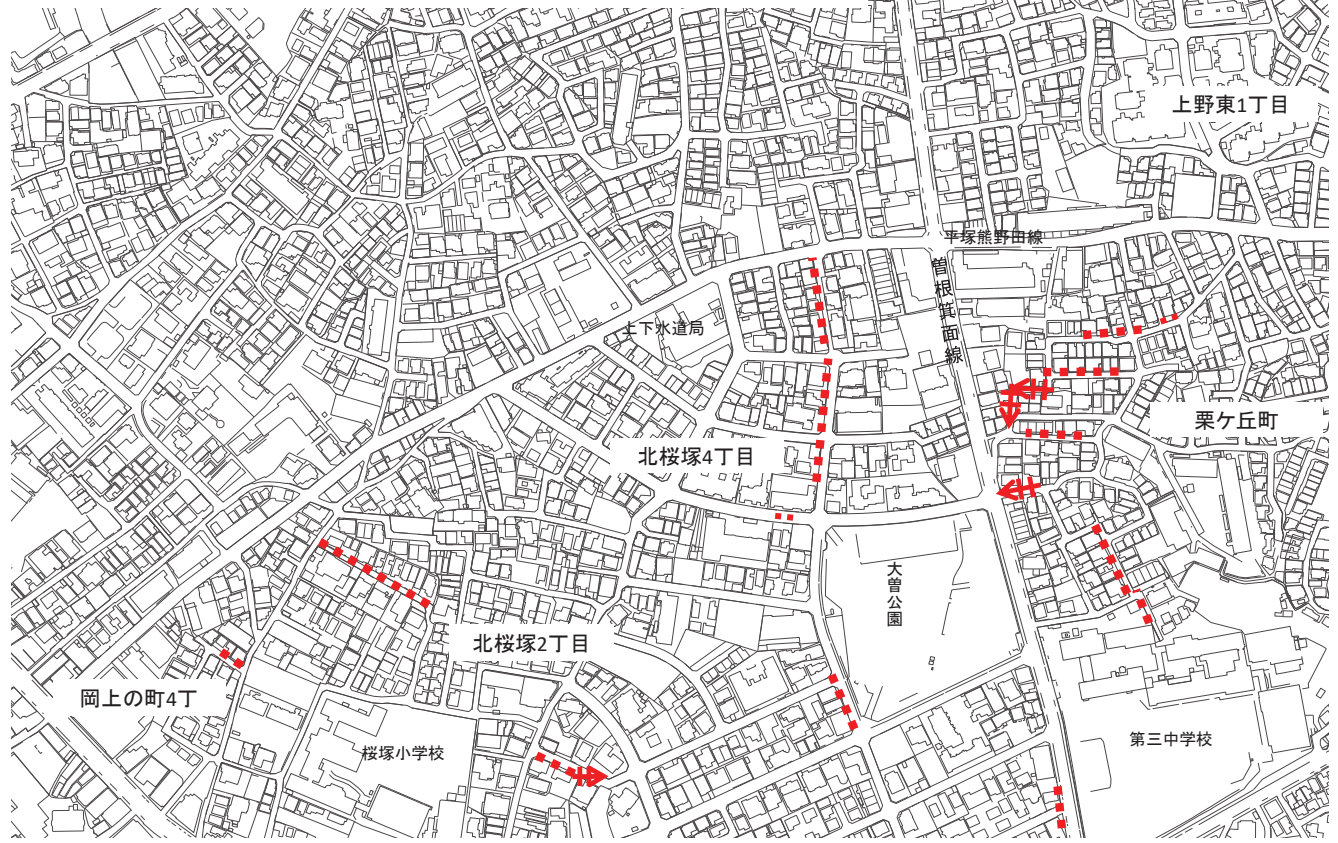 上野東1丁目
平塚熊野田線
曽根箕面線
上下水道局
栗ケ丘町
北桜塚4丁目
大曽公園
北桜塚2丁目
岡上の町4丁
第三中学校
桜塚小学校